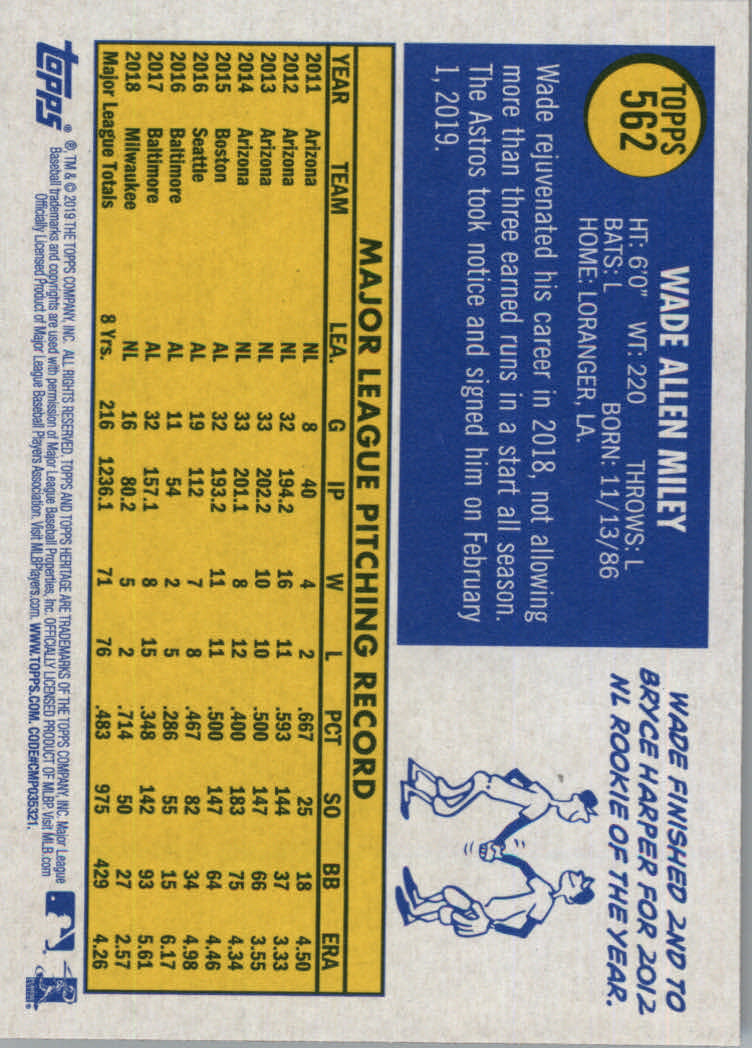 TOPPS
562
WADE ALLEN MILEY
HT: 6'0" WT: 220 THROWS: L
BATS: L BORN: 11/13/86
HOME: LORANGER, LA.
Wade rejuvenated his career in 2018, not allowing
more than three earned runs in a start all season.
The Astros took notice and signed him on February
1, 2019.
WADE FINISHED 2ND TO
BRYCE HARPER FOR 2012
NL ROOKIE OF THE YEAR.
MAJOR LEAGUE PITCHING RECORD
YEAR TEAM LEA. G IP W L PCT SO BB ERA
2011 Arizona NL 8 40 4 2 .667 25 18 4.50
2012 Arizona NL 32 194.2 16 11 .593 144 37 3.33
2013 Arizona NL 33 202.2 10 10 .500 147 66 3.55
2014 Arizona NL 33 201.1 8 12 .400 183 75 4.34
2015 Boston AL 32 193.2 11 11 .500 147 64 4.46
2016 Seattle AL 19 112 7 8 .467 82 34 4.98
2016 Baltimore AL 11 54 2 5 .286 55 15 6.17
2017 Baltimore AL 32 157.1 8 15 .348 142 93 5.61
2018 Milwaukee NL 16 80.2 5 2 .714 50 27 2.57
Major League Totals 8 Yrs. 216 1236.1 71 76 .483 975 429 4.26
topps® ®, TM & © 2019 THE TOPPS COMPANY, INC. ALL RIGHTS RESERVED. TOPPS AND TOPPS HERITAGE ARE TRADEMARKS OF THE TOPPS COMPANY, INC. Major League
Baseball trademarks and copyrights are used with permission of Major League Baseball Properties, Inc. OFFICIALLY LICENSED PRODUCT OF MLBP Visit MLB.com
Officially Licensed Product of Major League Baseball Players Association. Visit MLBPlayers.com. WWW.TOPPS.COM. CODE#CMP035321.